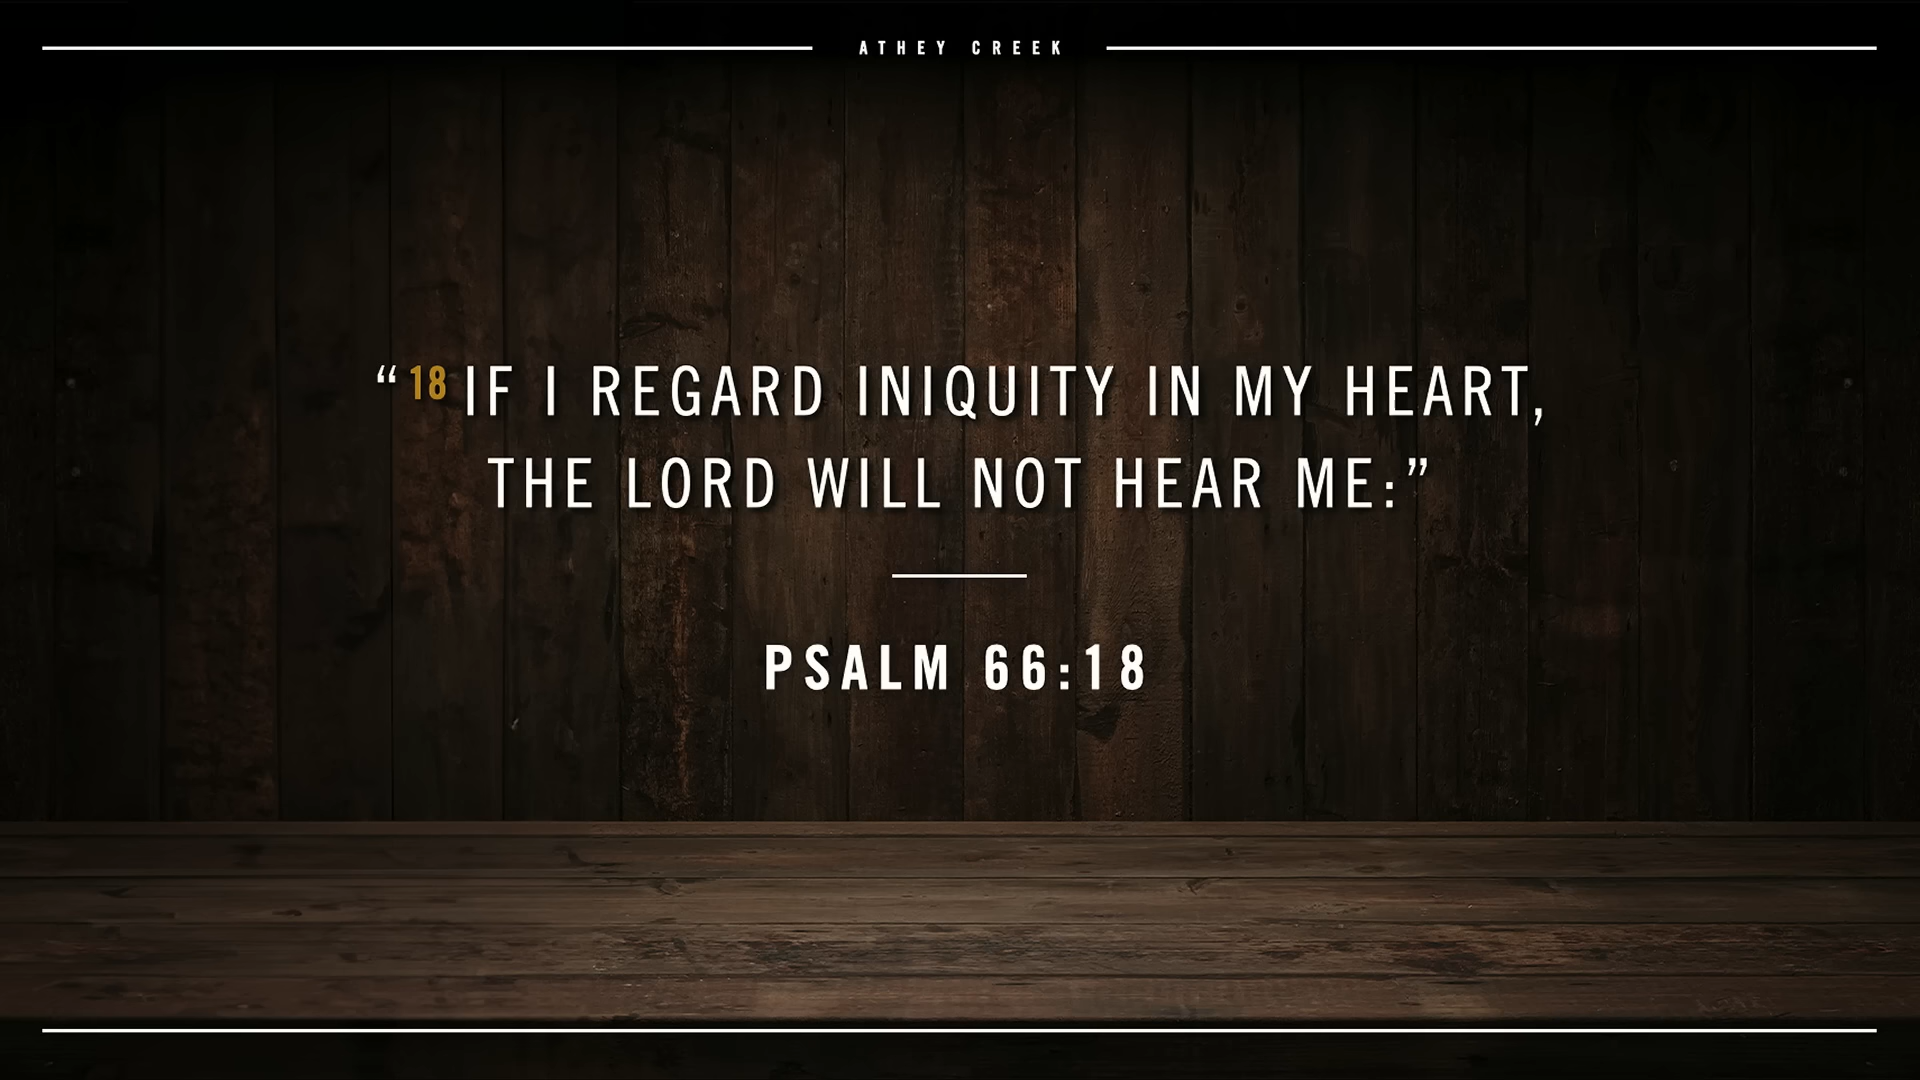 ATHEY CREEK
“18 IF I REGARD INIQUITY IN MY HEART,
THE LORD WILL NOT HEAR ME:”
PSALM 66:18